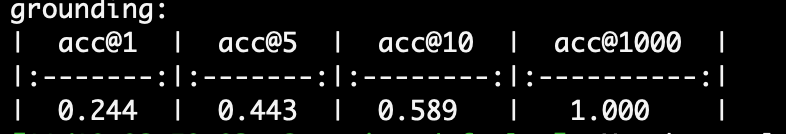 grounding:
| acc@1 | acc@5 | acc@10 | acc@1000 |
|:-------:|:-------:|:--------:|:----------:|
| 0.244 | 0.443 | 0.589 | 1.000 |